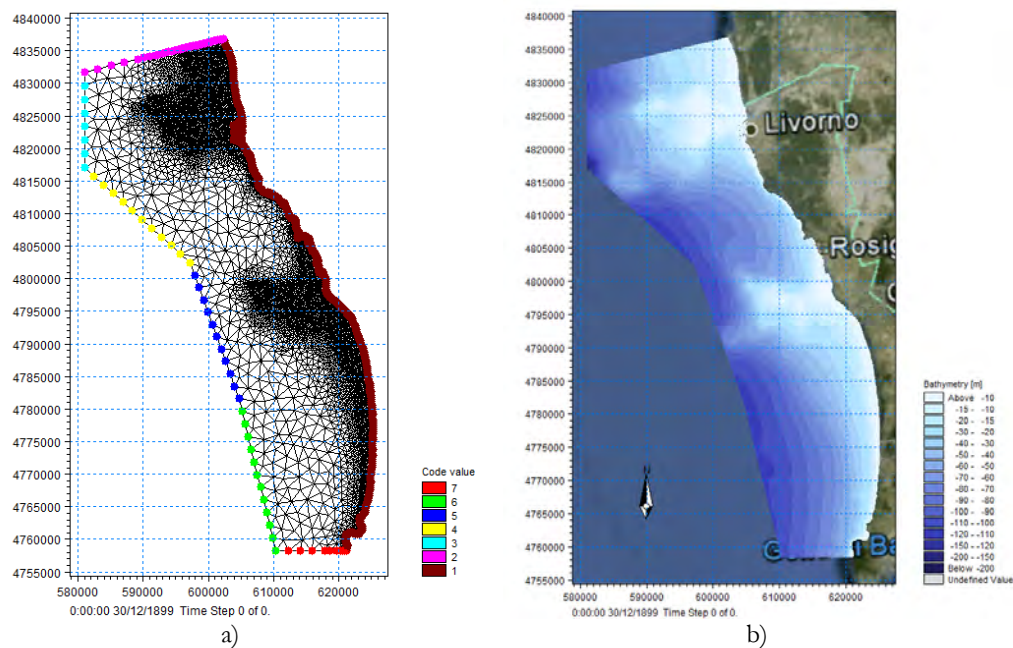 4840000
4835000
4830000
4825000
4820000
4815000
4810000
4805000
4800000
4795000
4790000
4785000
4780000
4775000
4770000
4765000
4760000
4755000
580000 590000 600000 610000 620000
0:00:00 30/12/1899 Time Step 0 of 0.
Code value
7
6
5
4
3
2
1
a)
4840000
4835000
4830000
4825000
4820000
4815000
4810000
4805000
4800000
4795000
4790000
4785000
4780000
4775000
4770000
4765000
4760000
4755000
Livorno
Rosig
N
580000 590000 600000 610000 620000
0:00:00 30/12/1899 Time Step 0 of 0.
Bathymetry [m]
Above -10
-15 - -10
-20 - -15
-30 - -20
-40 - -30
-50 - -40
-60 - -50
-70 - -60
-80 - -70
-90 - -80
-100 - -90
-110 - -100
-120 - -110
-150 - -120
-200 - -150
Below -200
Undefined Value
b)